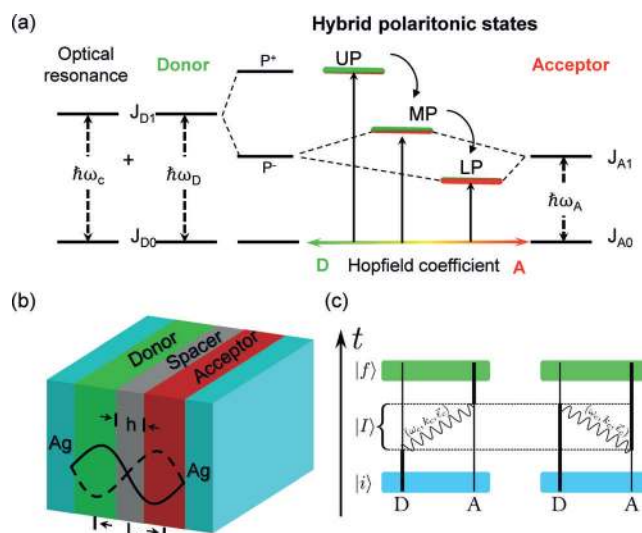 (a)
Hybrid polaritonic states
Optical
resonance
Donor
P⁺
UP
Acceptor
J_D1
MP
ħω_c
+
ħω_D
P⁻
LP
J_A1
ħω_A
J_D0
J_A0
D
Hopfield coefficient
A
(b)
Donor
Spacer
Acceptor
Ag
h
Ag
(c)
t
|f⟩
|I⟩
|i⟩
D
A
D
A